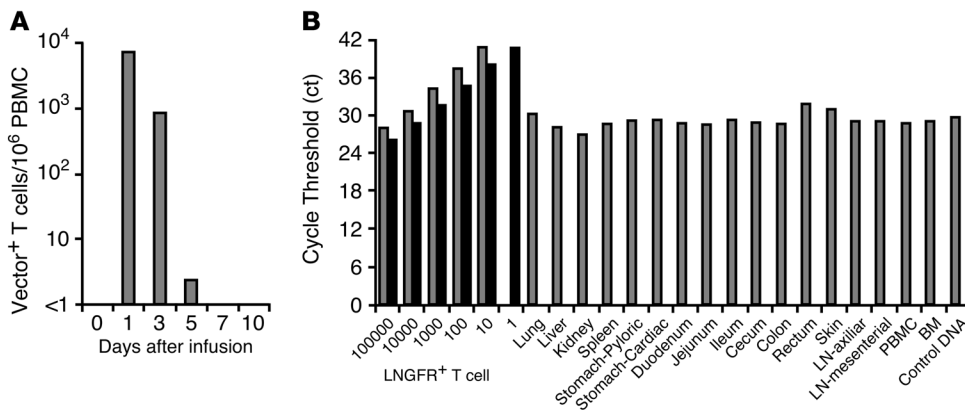 A
Vector+ T cells/10⁶ PBMC
10⁴
10³
10²
10
<1
0 1 3 5 7 10
Days after infusion
B
Cycle Threshold (ct)
42
36
30
24
18
12
6
0
100000
10000
1000
100
10
1
LNGFR+ T cell
Lung
Liver
Kidney
Spleen
Stomach-Pyloric
Stomach-Cardiac
Duodenum
Jejunum
Ileum
Cecum
Colon
Rectum
Skin
LN-axiliar
LN-mesenterial
PBMC
BM
Control DNA